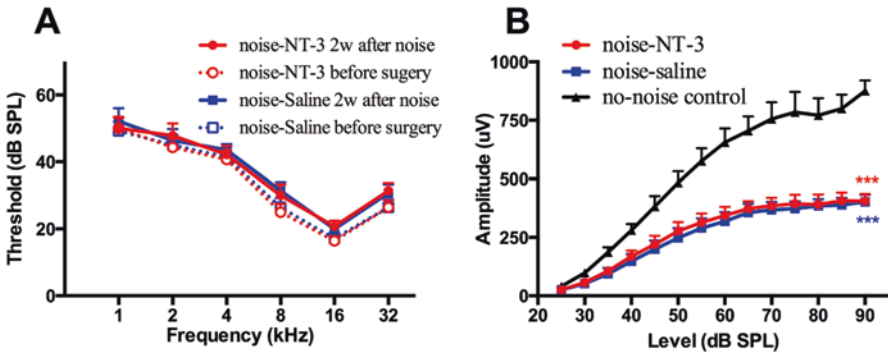 A
noise-NT-3 2w after noise
noise-NT-3 before sugery
noise-Saline 2w after noise
noise-Saline before surgery
Threshold (dB SPL)
60
40
20
0
1 2 4 8 16 32
Frequency (kHz)
B
noise-NT-3
noise-saline
no-noise control
Amplitude (uV)
1000
750
500
250
0
***
***
20 30 40 50 60 70 80 90
Level (dB SPL)